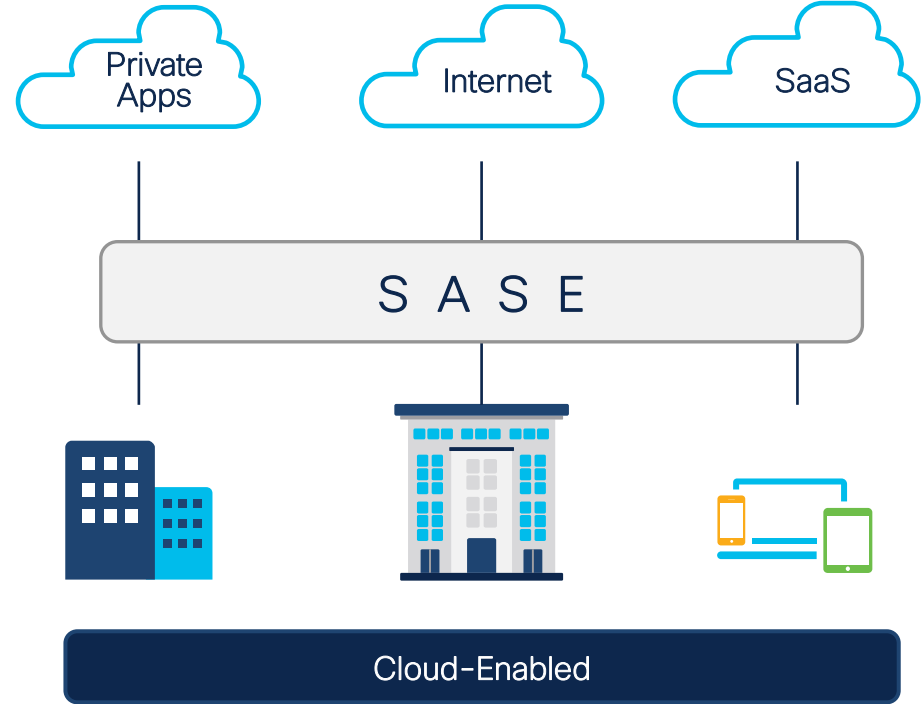 Private
Apps
Internet
SaaS
S A S E
Cloud-Enabled